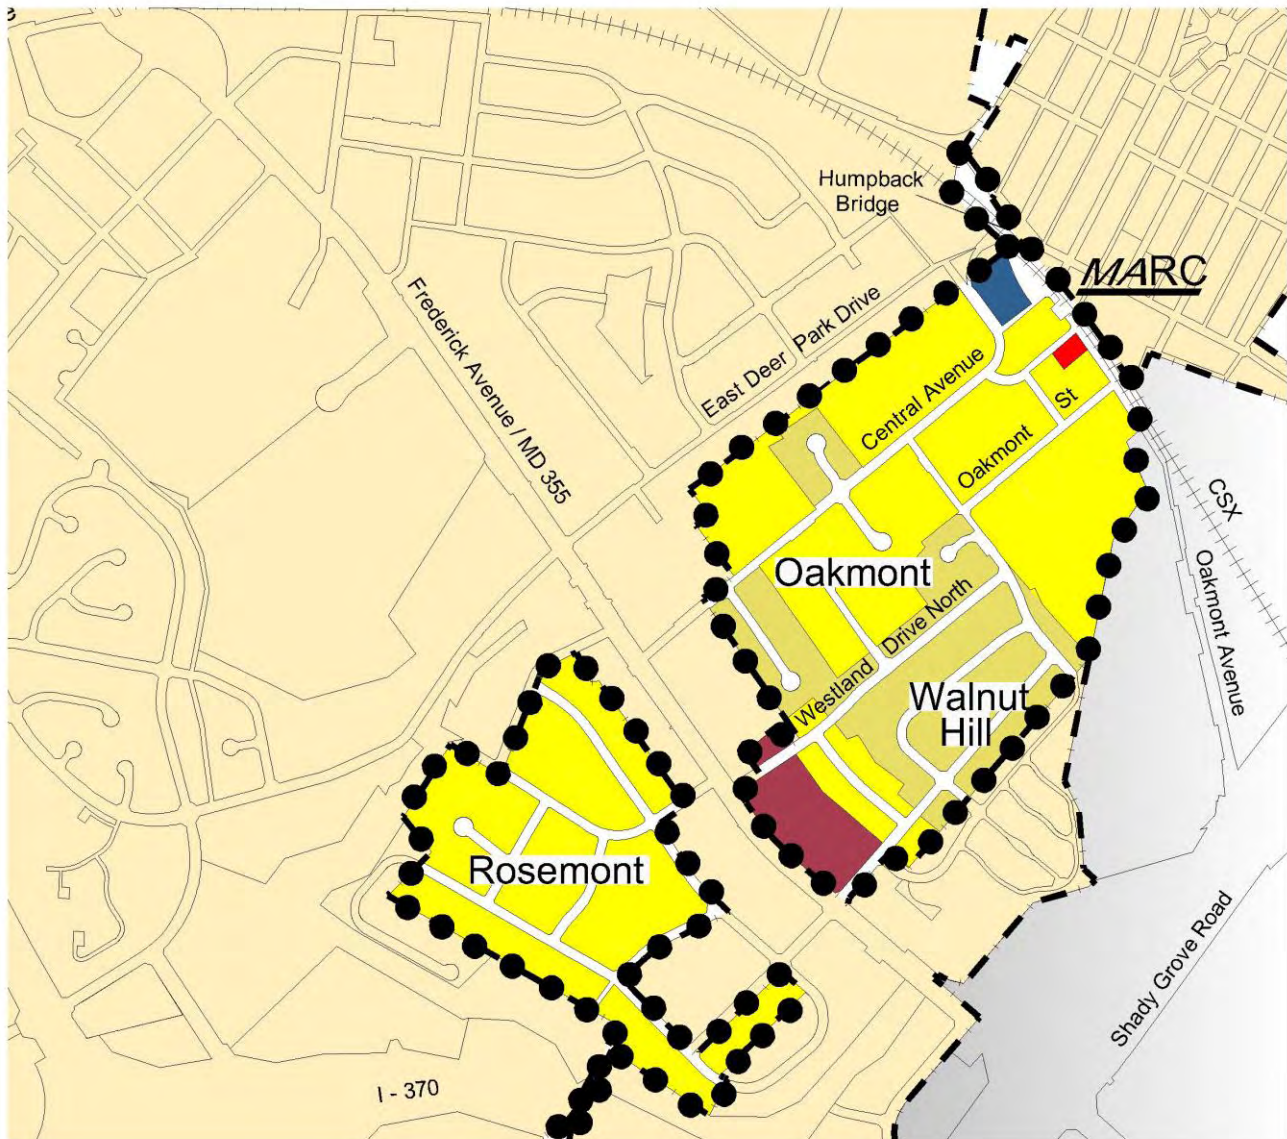 Humpback
Bridge
MARC
Frederick Avenue / MD 355
East Deer Park Drive
Central Avenue
Oakmont St
CSX
Oakmont Avenue
Oakmont
Westland Drive North
Walnut
Hill
Rosemont
Shady Grove Road
I - 370